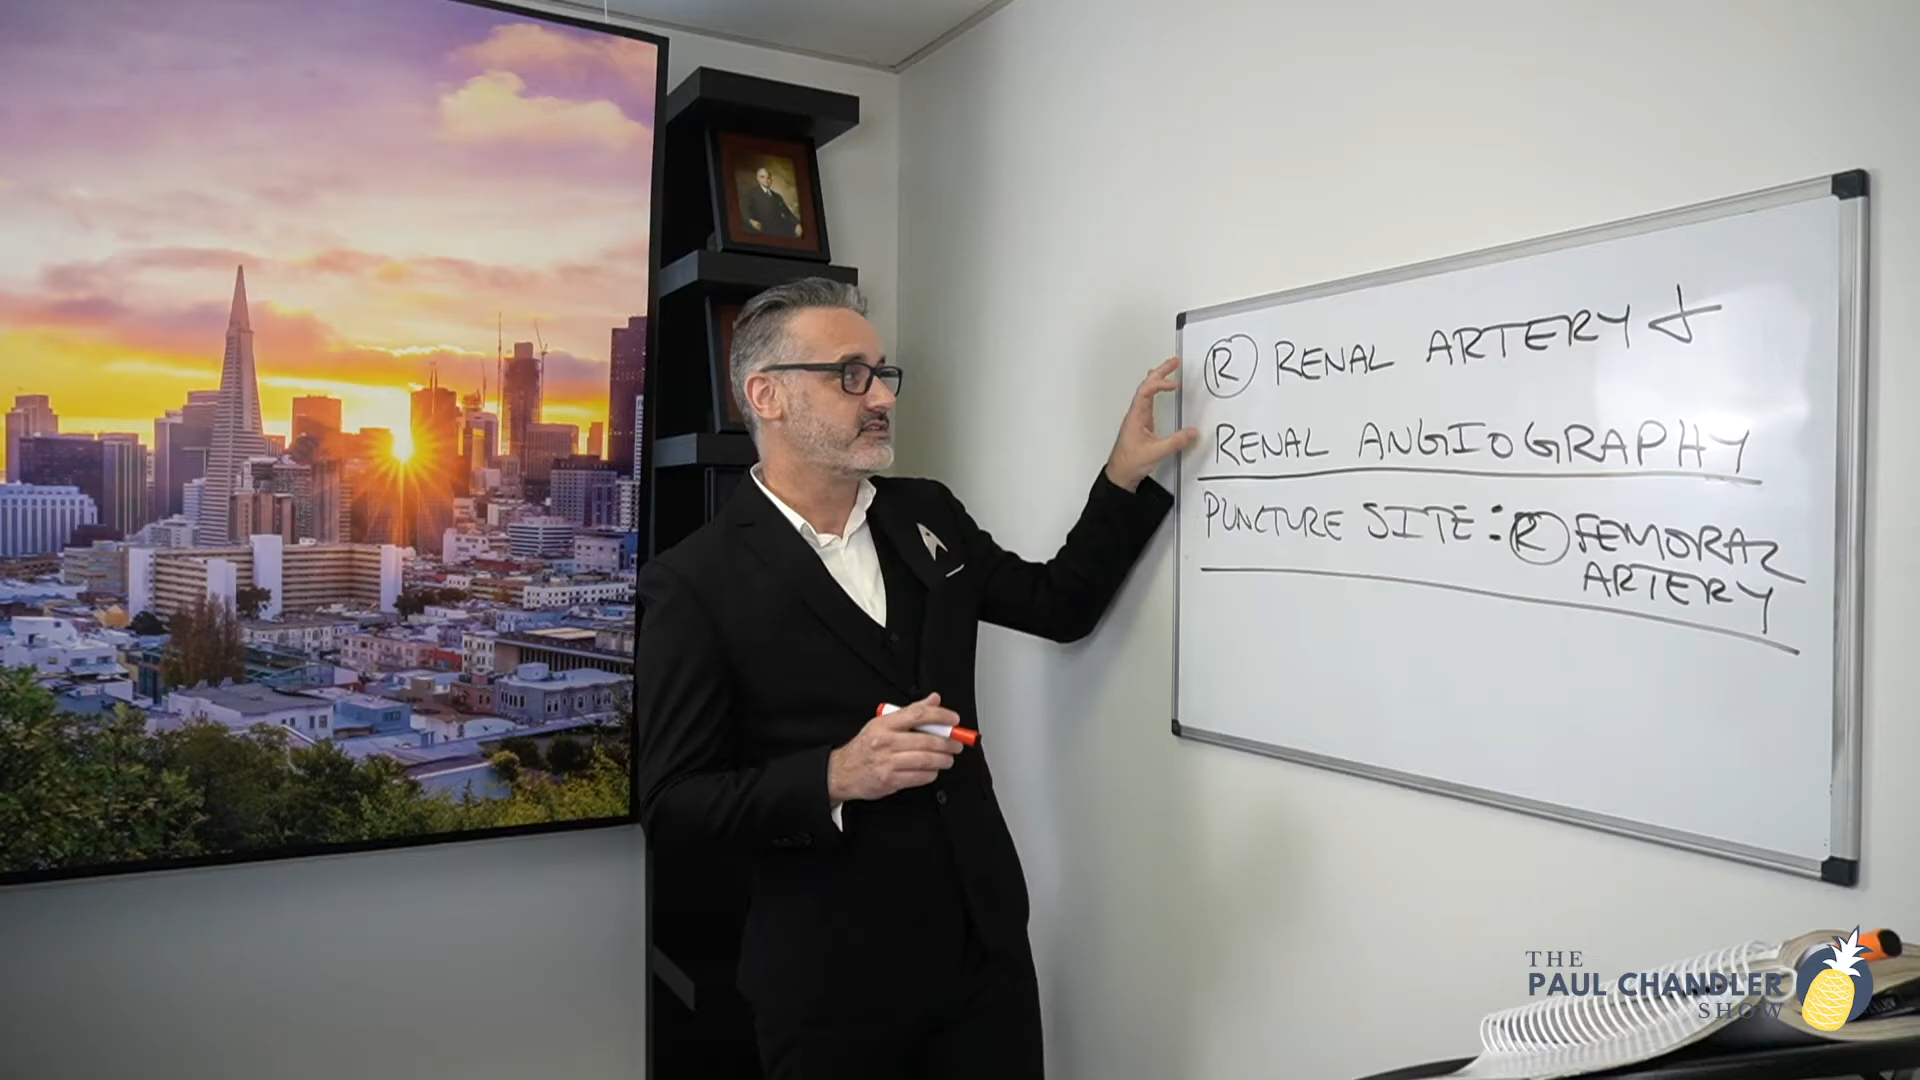 Ⓡ RENAL ARTERY &
RENAL ANGIOGRAPHY
PUNCTURE SITE: Ⓡ FEMORAL
ARTERY
THE
PAUL CHANDLER
SHOW